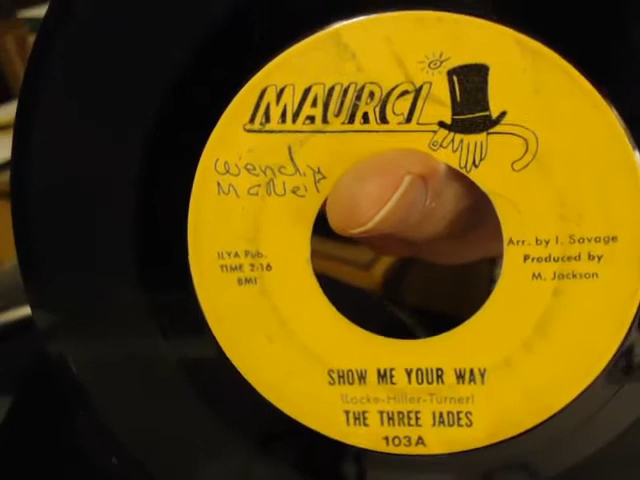 MAURCI
Wendy
McNeil
ILYA Pub.
TIME 2:16
BMI
Arr. by I. Savage
Produced by
M. Jackson
SHOW ME YOUR WAY
(Locke-Hiller-Turner)
THE THREE JADES
103A